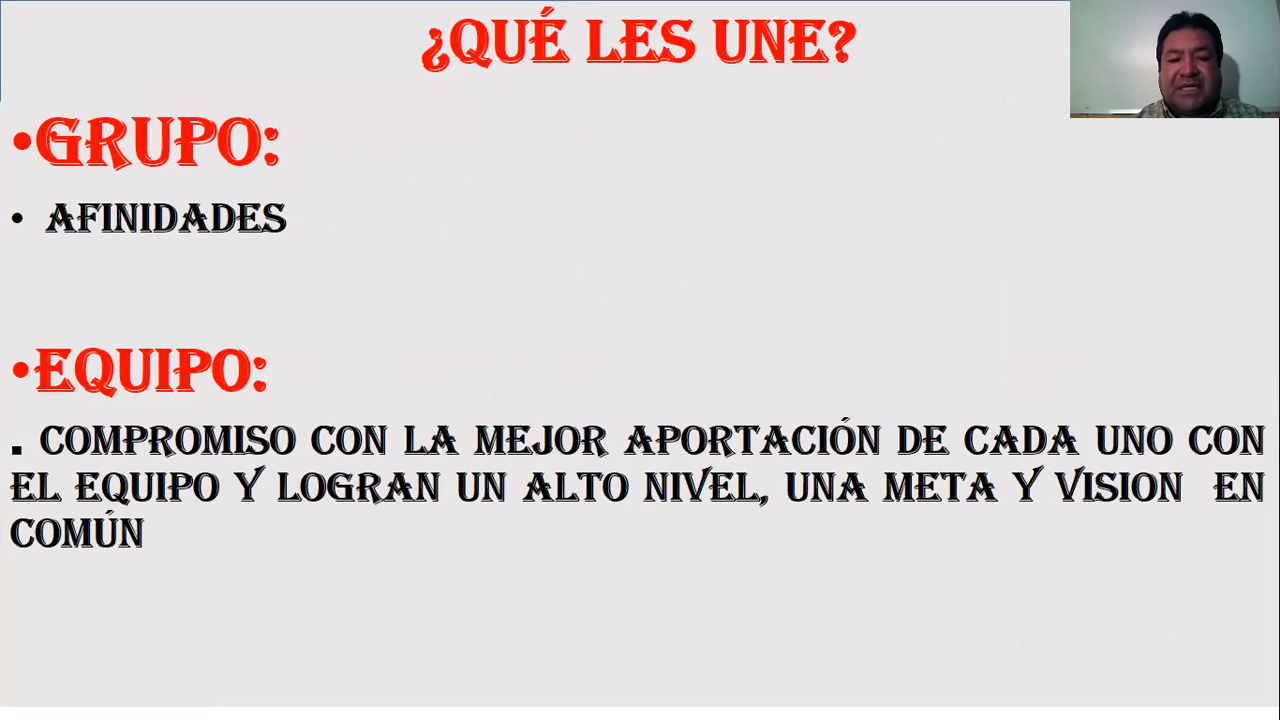 ¿QUÉ LES UNE?
•GRUPO:
• AFINIDADES
•EQUIPO:
. COMPROMISO CON LA MEJOR APORTACIÓN DE CADA UNO CON
EL EQUIPO Y LOGRAN UN ALTO NIVEL, UNA META Y VISION EN
COMÚN